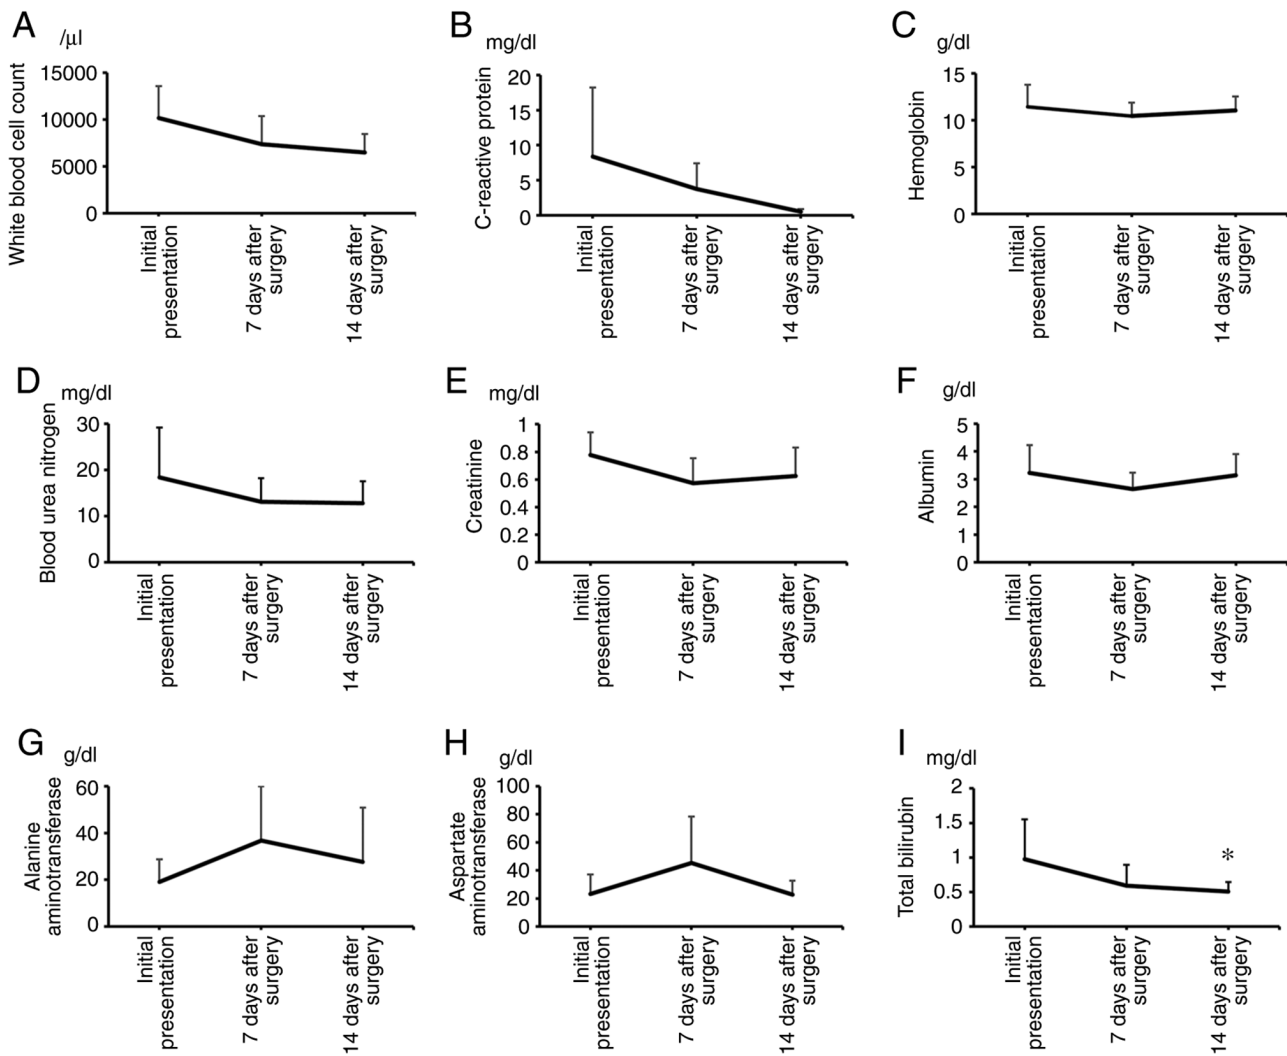 A
/μl
White blood cell count
15000
10000
5000
0
Initial
presentation
7 days after
surgery
14 days after
surgery
B
mg/dl
C-reactive protein
20
15
10
5
0
Initial
presentation
7 days after
surgery
14 days after
surgery
C
g/dl
Hemoglobin
15
10
5
0
Initial
presentation
7 days after
surgery
14 days after
surgery
D
mg/dl
Blood urea nitrogen
30
20
10
0
Initial
presentation
7 days after
surgery
14 days after
surgery
E
mg/dl
Creatinine
1
0.8
0.6
0.4
0.2
0
Initial
presentation
7 days after
surgery
14 days after
surgery
F
g/dl
Albumin
5
4
3
2
1
0
Initial
presentation
7 days after
surgery
14 days after
surgery
G
g/dl
Alanine
aminotransferase
60
40
20
0
Initial
presentation
7 days after
surgery
14 days after
surgery
H
g/dl
Aspartate
aminotransferase
100
80
60
40
20
0
Initial
presentation
7 days after
surgery
14 days after
surgery
I
mg/dl
Total bilirubin
2
1.5
1
0.5
0
*
Initial
presentation
7 days after
surgery
14 days after
surgery